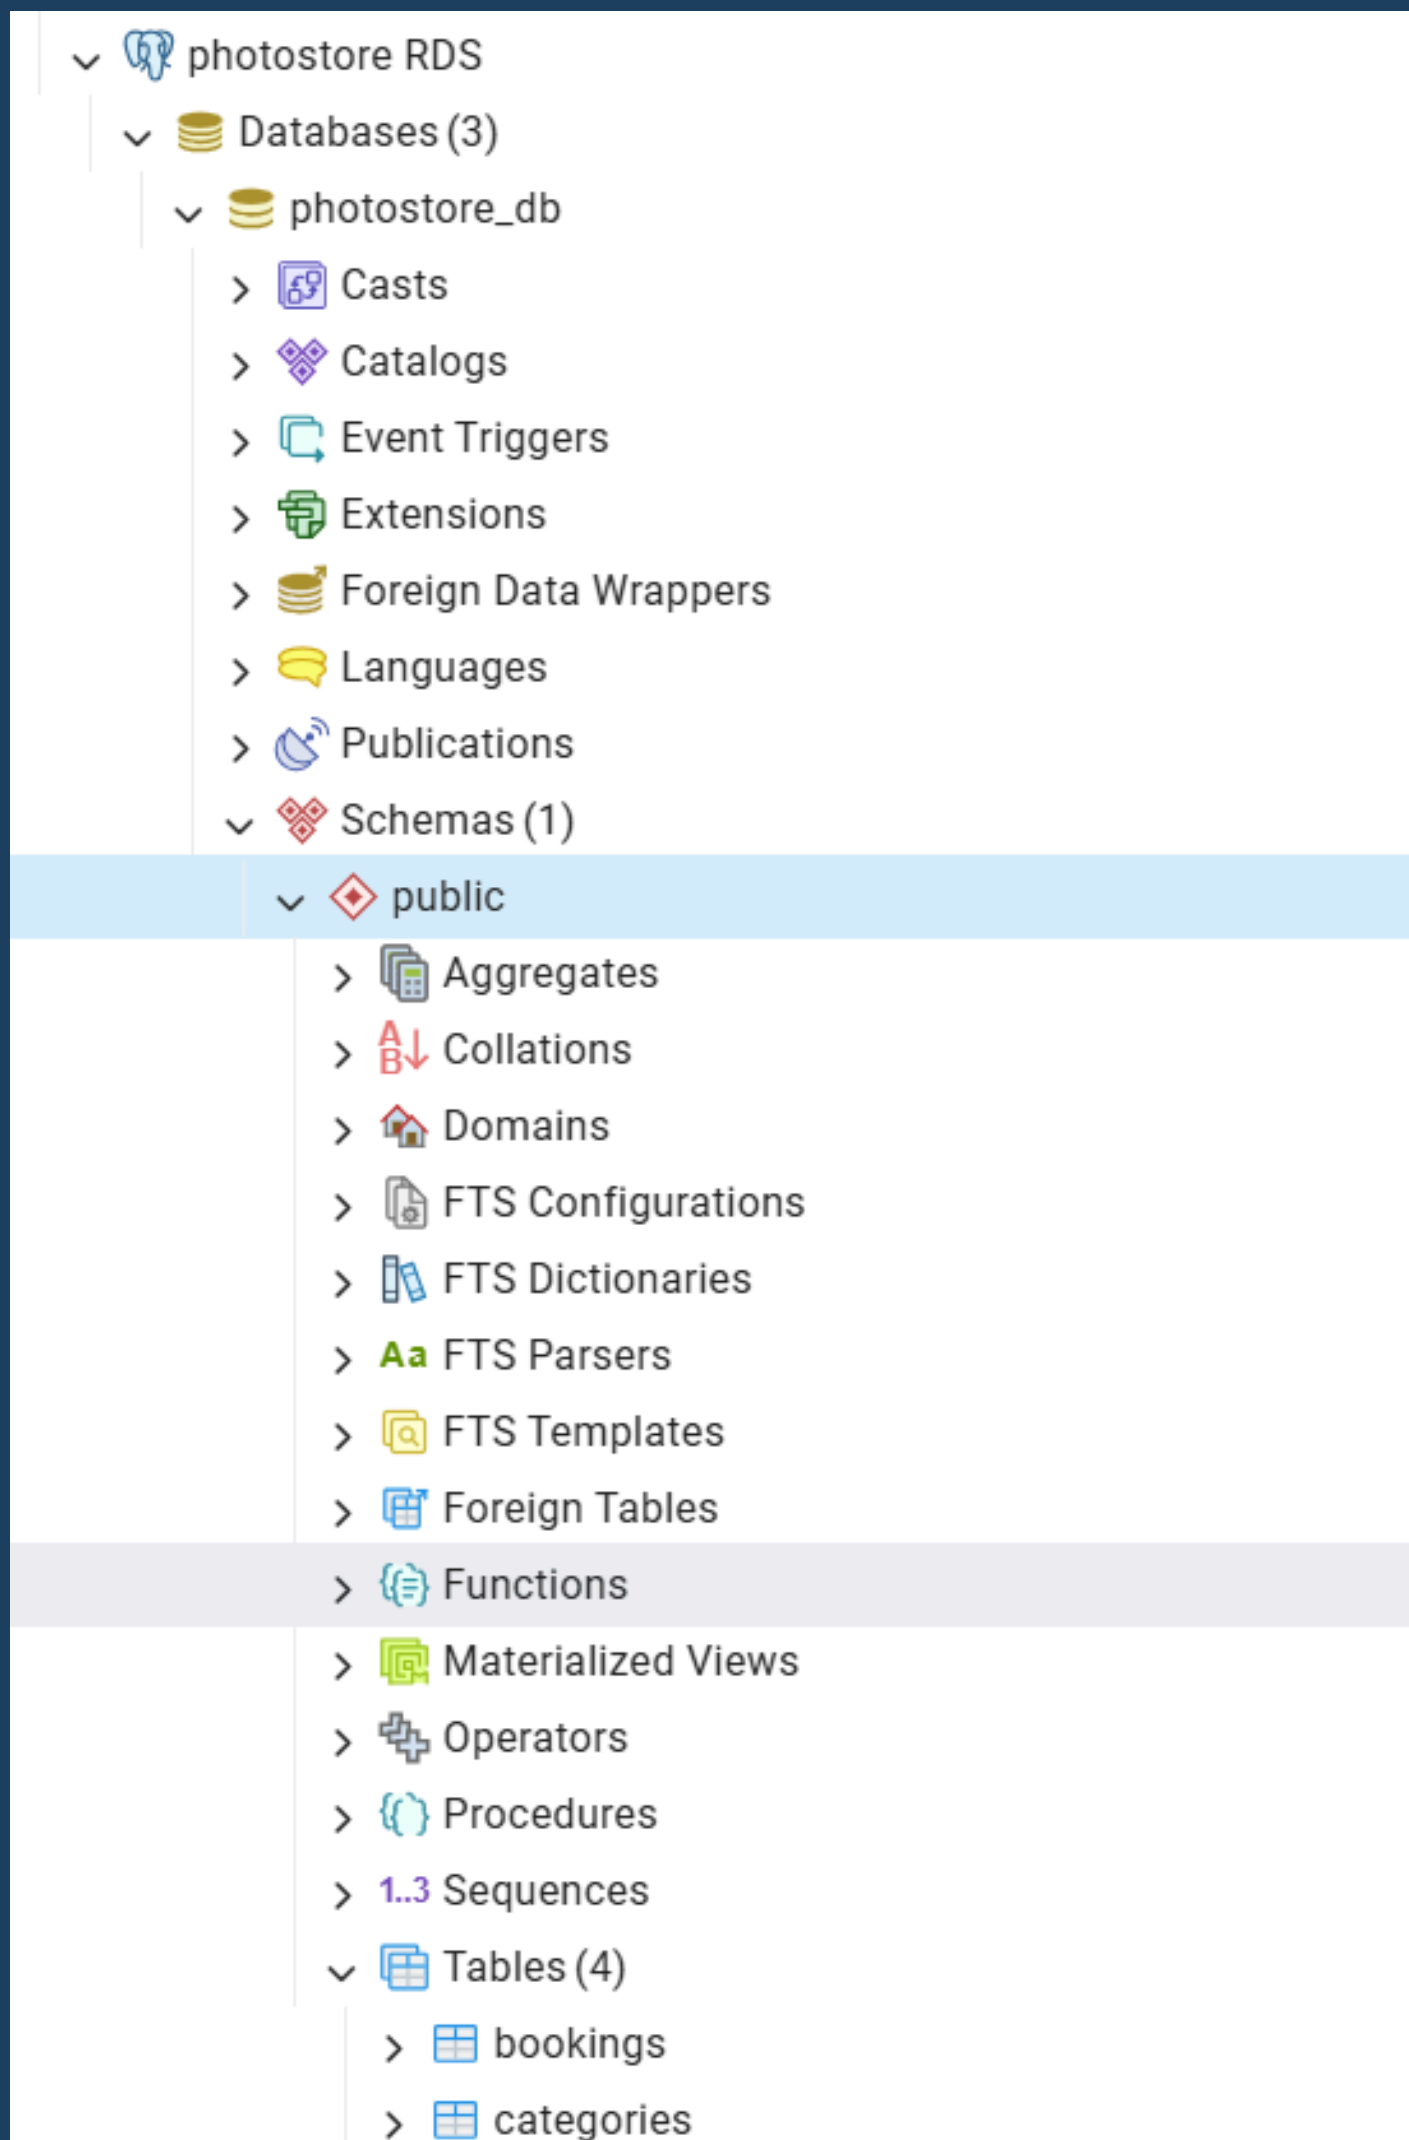 photostore RDS
Databases (3)
photostore_db
Casts
Catalogs
Event Triggers
Extensions
Foreign Data Wrappers
Languages
Publications
Schemas (1)
public
Aggregates
A
B
Collations
Domains
FTS Configurations
FTS Dictionaries
Aa FTS Parsers
FTS Templates
Foreign Tables
Functions
Materialized Views
Operators
Procedures
1..3 Sequences
Tables (4)
bookings
categories